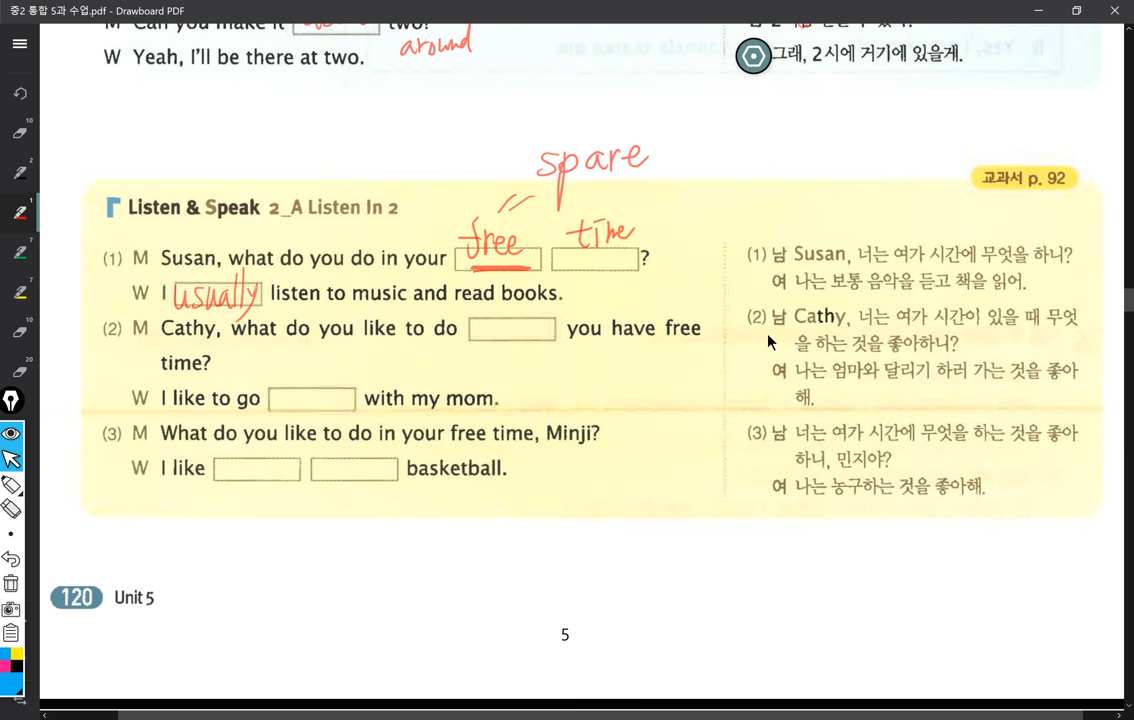 중2 통합 5과 수업.pdf - Drawboard PDF
Can you make it two?
around
W Yeah, I'll be there at two.
그래, 2시에 거기에 있을게.
spare
교과서 p. 92
Listen & Speak 2_A Listen In 2
free time
(1) M Susan, what do you do in your ?
W I usually listen to music and read books.
(2) M Cathy, what do you like to do you have free
time?
W I like to go with my mom.
(3) M What do you like to do in your free time, Minji?
W I like basketball.
(1) 남 Susan, 너는 여가 시간에 무엇을 하니?
여 나는 보통 음악을 듣고 책을 읽어.
(2) 남 Cathy, 너는 여가 시간이 있을 때 무엇
을 하는 것을 좋아하니?
여 나는 엄마와 달리기 하러 가는 것을 좋아
해.
(3) 남 너는 여가 시간에 무엇을 하는 것을 좋아
하니, 민지야?
여 나는 농구하는 것을 좋아해.
120 Unit 5
5
10
2
1
7
7
10
20